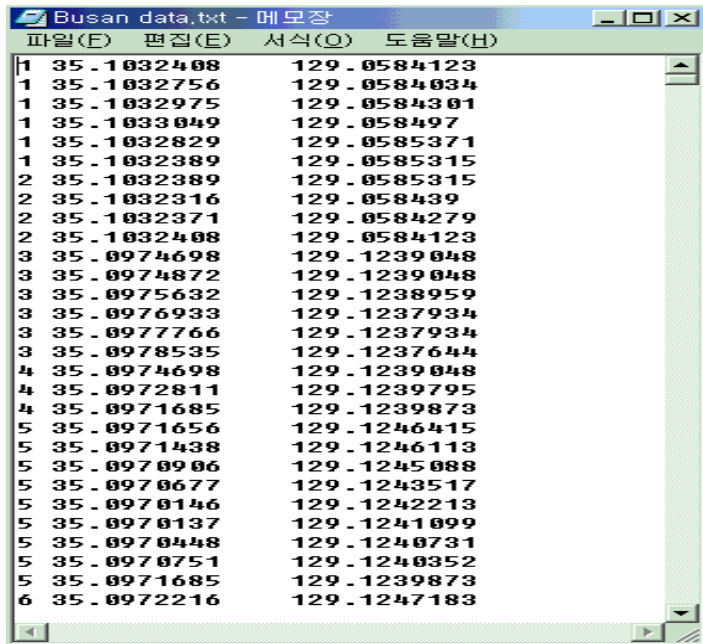 Busan data.txt - 메모장
파일(F) 편집(E) 서식(O) 도움말(H)
1 35.1032408 129.0584123
1 35.1032756 129.0584034
1 35.1032975 129.0584301
1 35.1033049 129.058497
1 35.1032829 129.0585371
1 35.1032389 129.0585315
2 35.1032389 129.0585315
2 35.1032316 129.058439
2 35.1032371 129.0584279
2 35.1032408 129.0584123
3 35.0974698 129.1239048
3 35.0974872 129.1239048
3 35.0975632 129.1238959
3 35.0976933 129.1237934
3 35.0977766 129.1237934
3 35.0978535 129.1237644
4 35.0974698 129.1239048
4 35.0972811 129.1239795
4 35.0971685 129.1239873
5 35.0971656 129.1246415
5 35.0971438 129.1246113
5 35.0970906 129.1245088
5 35.0970677 129.1243517
5 35.0970146 129.1242213
5 35.0970137 129.1241099
5 35.0970448 129.1240731
5 35.0970751 129.1240352
5 35.0971685 129.1239873
6 35.0972216 129.1247183